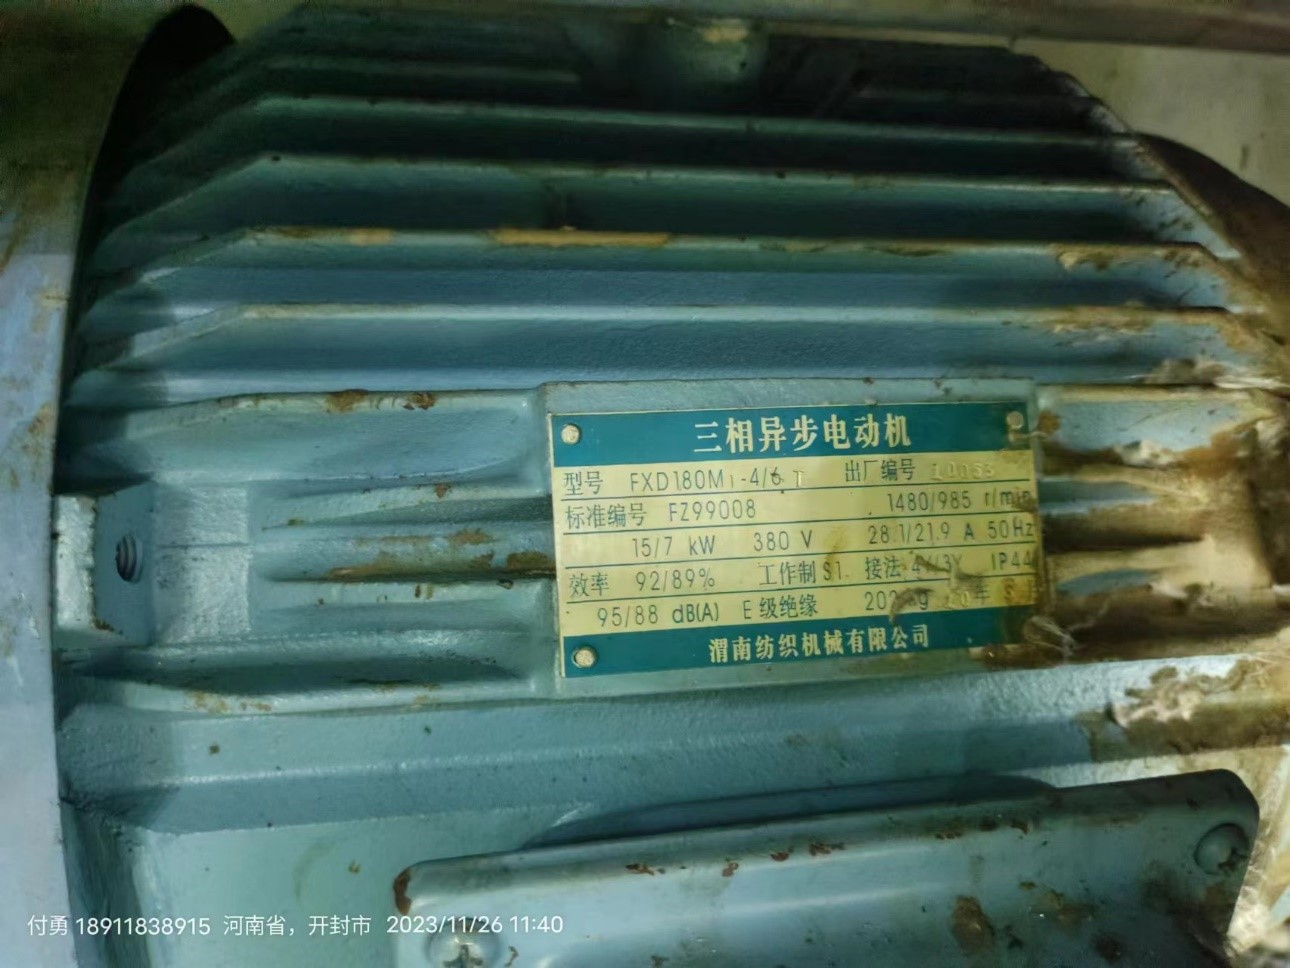 三相异步电动机
型号 FXD180M1-4/6 T 出厂编号
标准编号 FZ99008 1480/985 r/min
15/7 kW 380 V 28.1/21.9 A 50Hz
效率 92/89% 工作制 S1. 接法 IP44
95/88 dB(A) E 级绝缘 年
渭南纺织机械有限公司
付勇 18911838915 河南省，开封市 2023/11/26 11:40